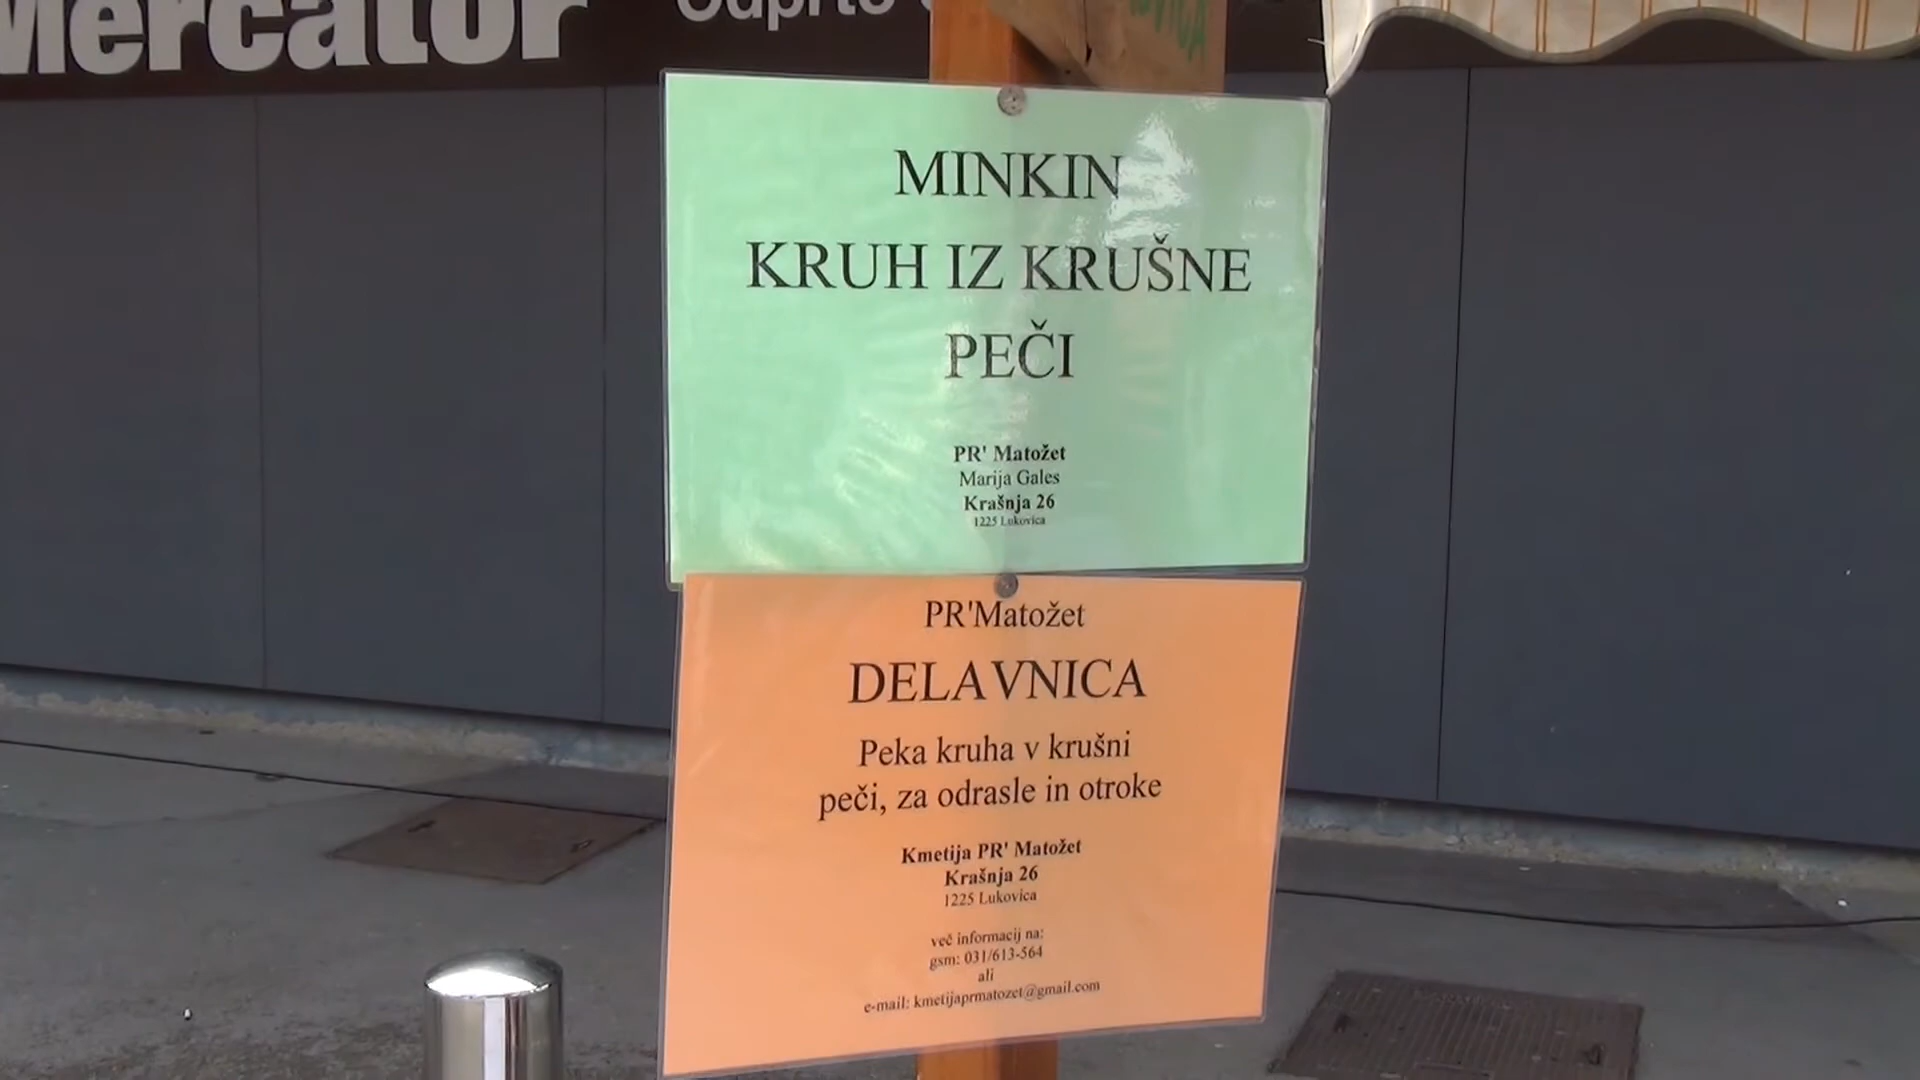 Mercator
Odprto
MINKIN
KRUH IZ KRUŠNE
PEČI
PR' Matožet
Marija Gales
Krašnja 26
1225 Lukovica
PR'Matožet
DELAVNICA
Peka kruha v krušni
peči, za odrasle in otroke
Kmetija PR' Matožet
Krašnja 26
1225 Lukovica
več informacij na:
gsm: 031/613-564
ali
e-mail: kmetijaprmatozet@gmail.com